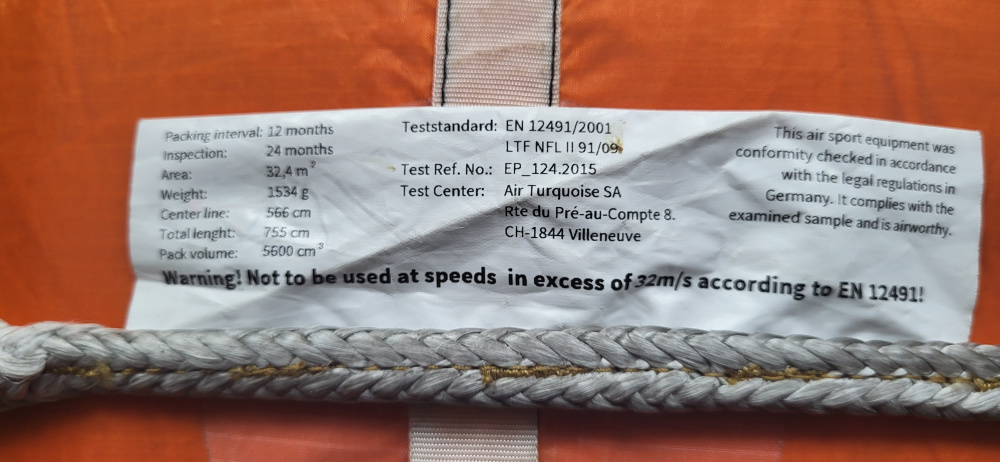 Packing interval: 12 months
Inspection: 24 months
Area: 32,4 m²
Weight: 1534 g
Center line: 566 cm
Total lenght: 755 cm
Pack volume: 5600 cm³
Teststandard: EN 12491/2001
LTF NFL II 91/09
Test Ref. No.: EP_124.2015
Test Center: Air Turquoise SA
Rte du Pré-au-Compte 8.
CH-1844 Villeneuve
This air sport equipment was
conformity checked in accordance
with the legal regulations in
Germany. It complies with the
examined sample and is airworthy.
Warning! Not to be used at speeds in excess of 32m/s according to EN 12491!